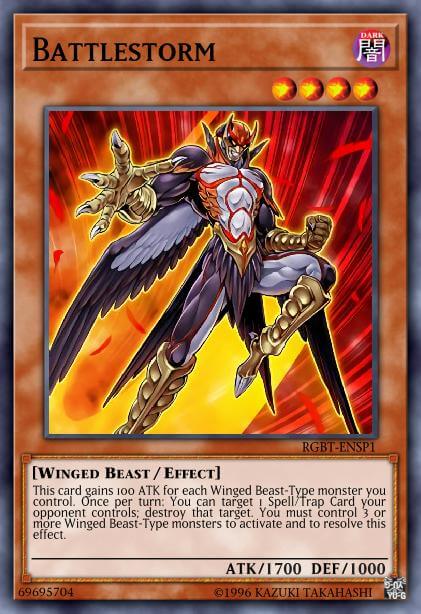 BATTLESTORM
DARK
闇
RGBT-ENSP1
[WINGED BEAST / EFFECT]
This card gains 100 ATK for each Winged Beast-Type monster you
control. Once per turn: You can target 1 Spell/Trap Card your
opponent controls; destroy that target. You must control 3 or
more Winged Beast-Type monsters to activate and to resolve this
effect.
ATK/1700 DEF/1000
69695704
©1996 KAZUKI TAKAHASHI